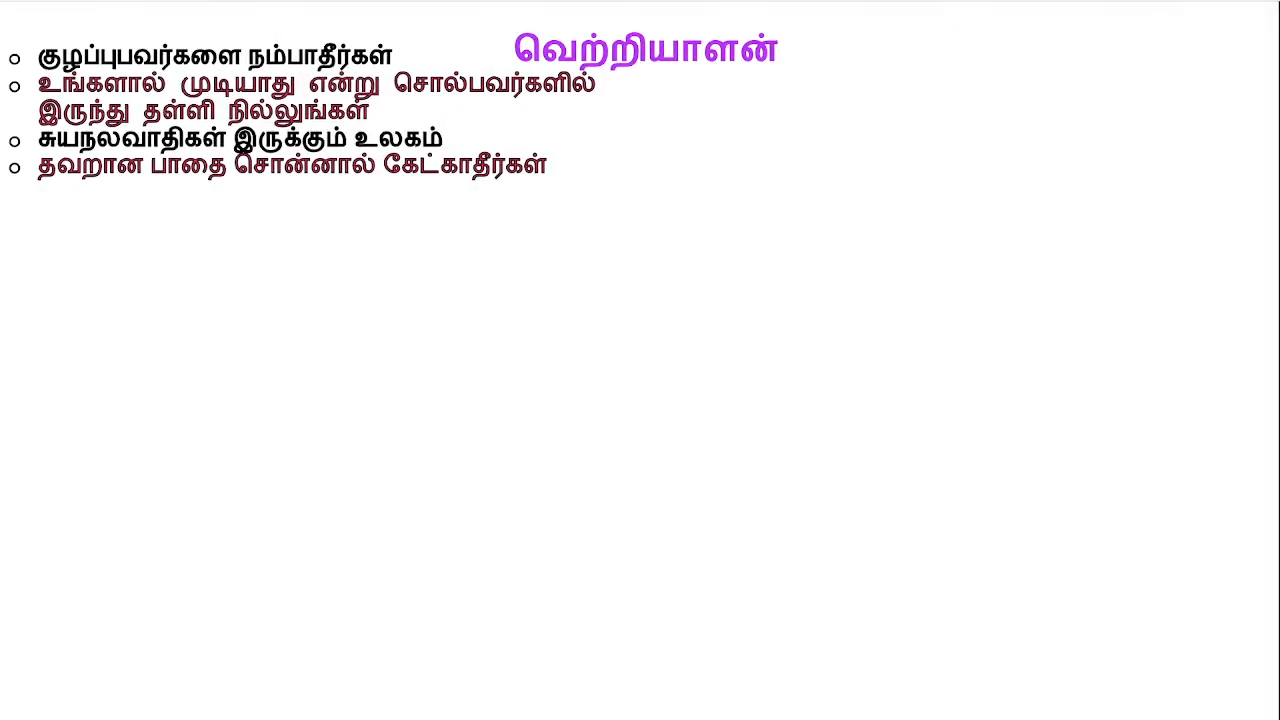 வெற்றியாளன்
குழப்புபவர்களை நம்பாதீர்கள்
உங்களால் முடியாது என்று சொல்பவர்களில்
இருந்து தள்ளி நில்லுங்கள்
சுயநலவாதிகள் இருக்கும் உலகம்
தவறான பாதை சொன்னால் கேட்காதீர்கள்